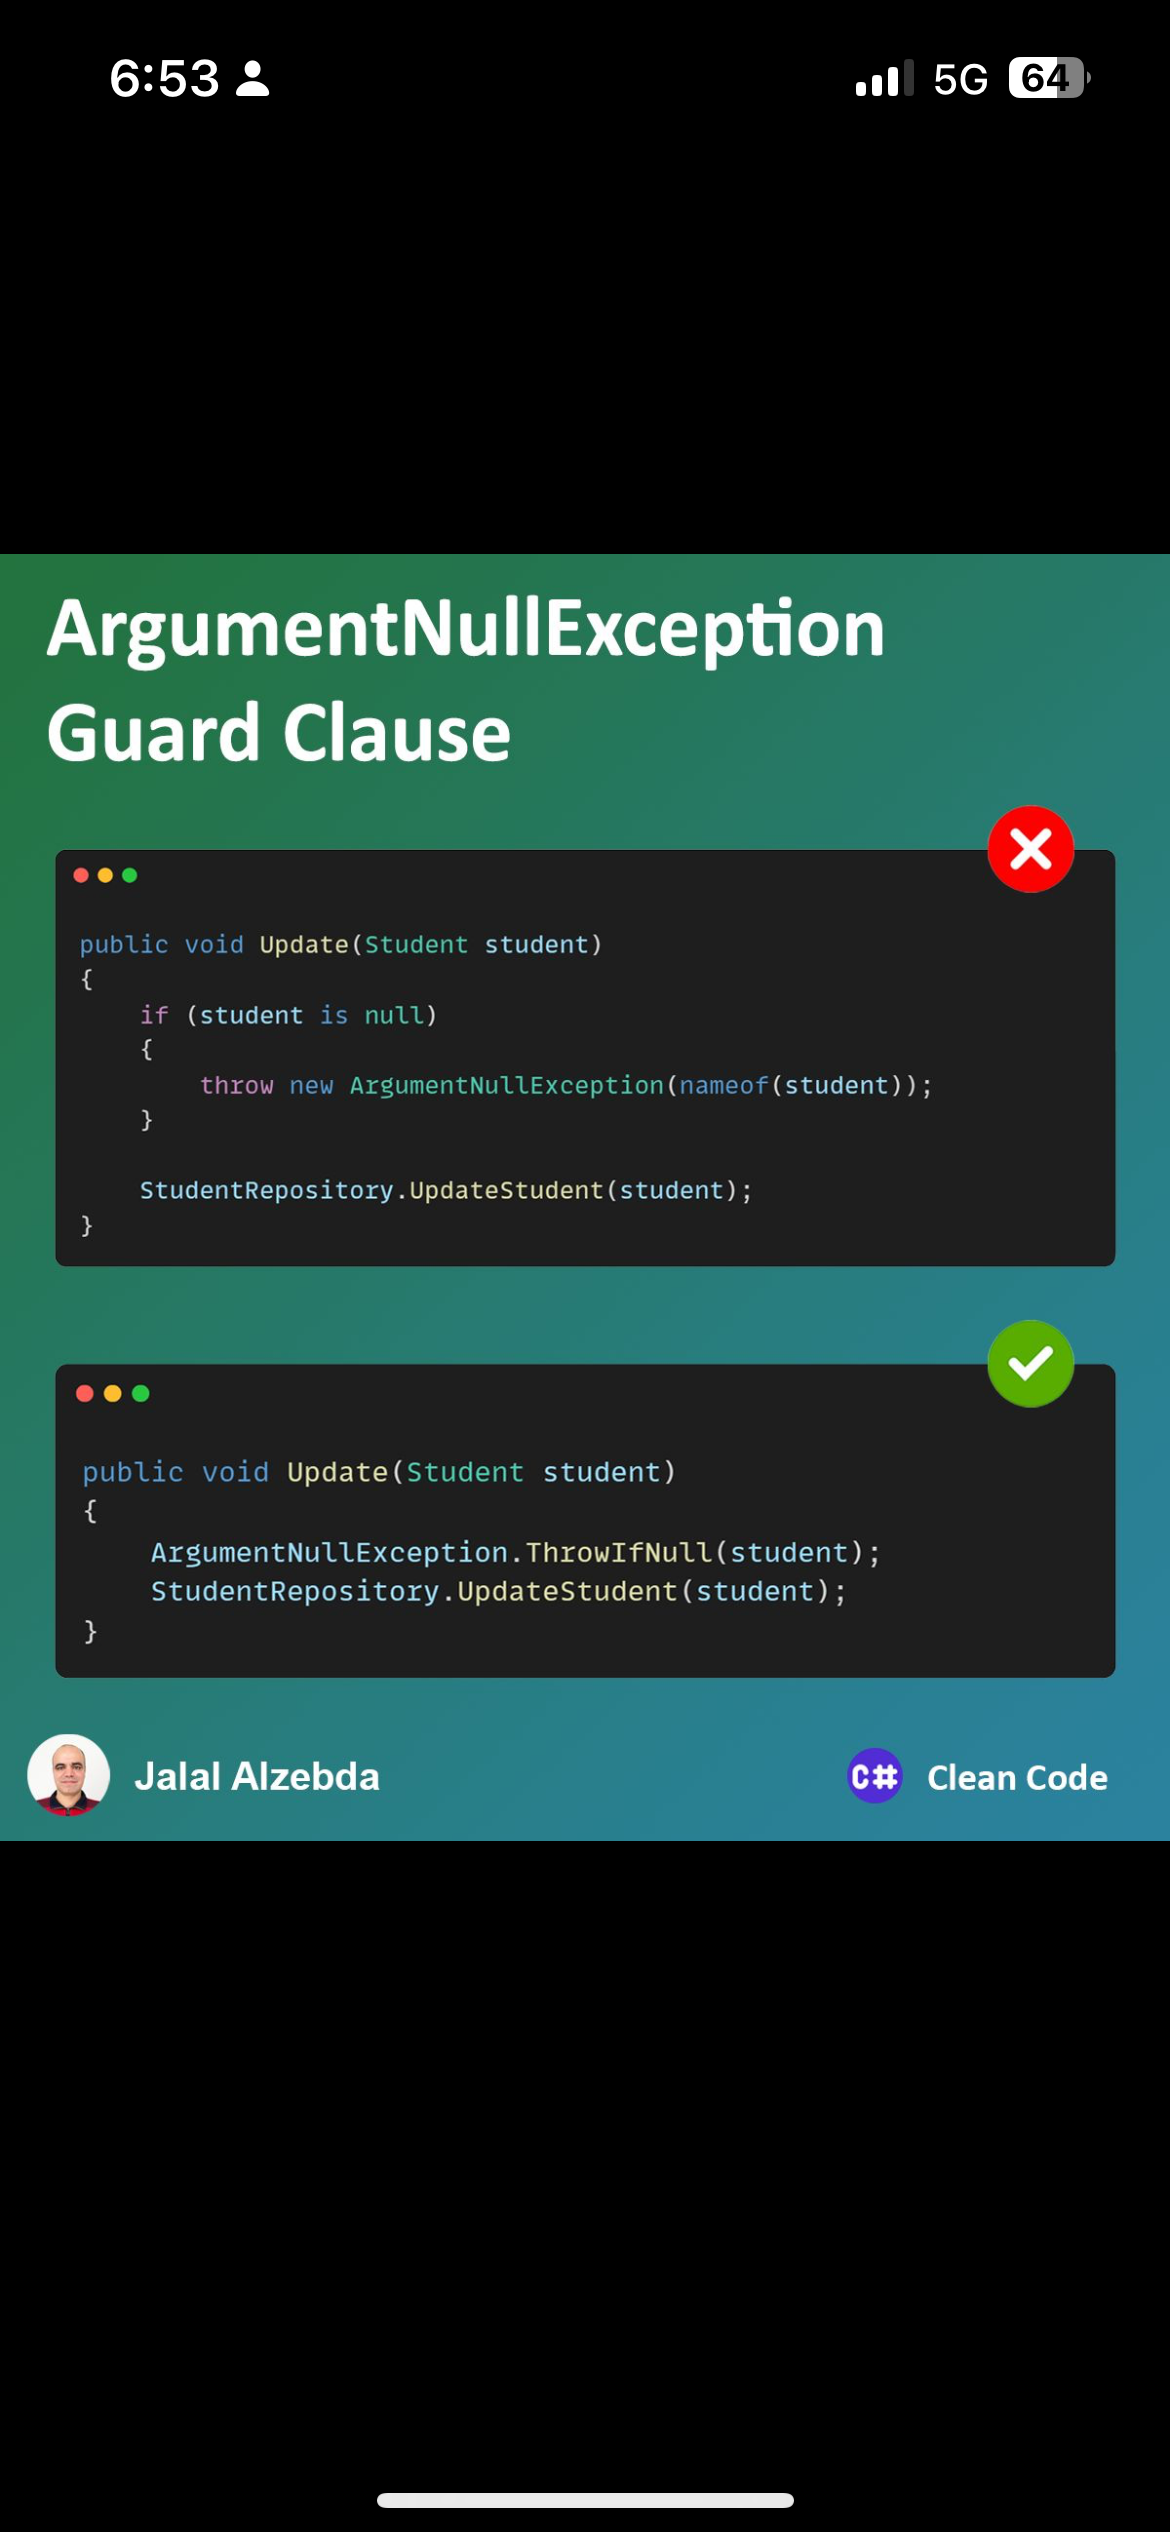 6:53 5G 64
ArgumentNullException
Guard Clause
public void Update(Student student)
{
    if (student is null)
    {
        throw new ArgumentNullException(nameof(student));
    }
    StudentRepository.UpdateStudent(student);
}
public void Update(Student student)
{
    ArgumentNullException.ThrowIfNull(student);
    StudentRepository.UpdateStudent(student);
}
Jalal Alzebda C# Clean Code